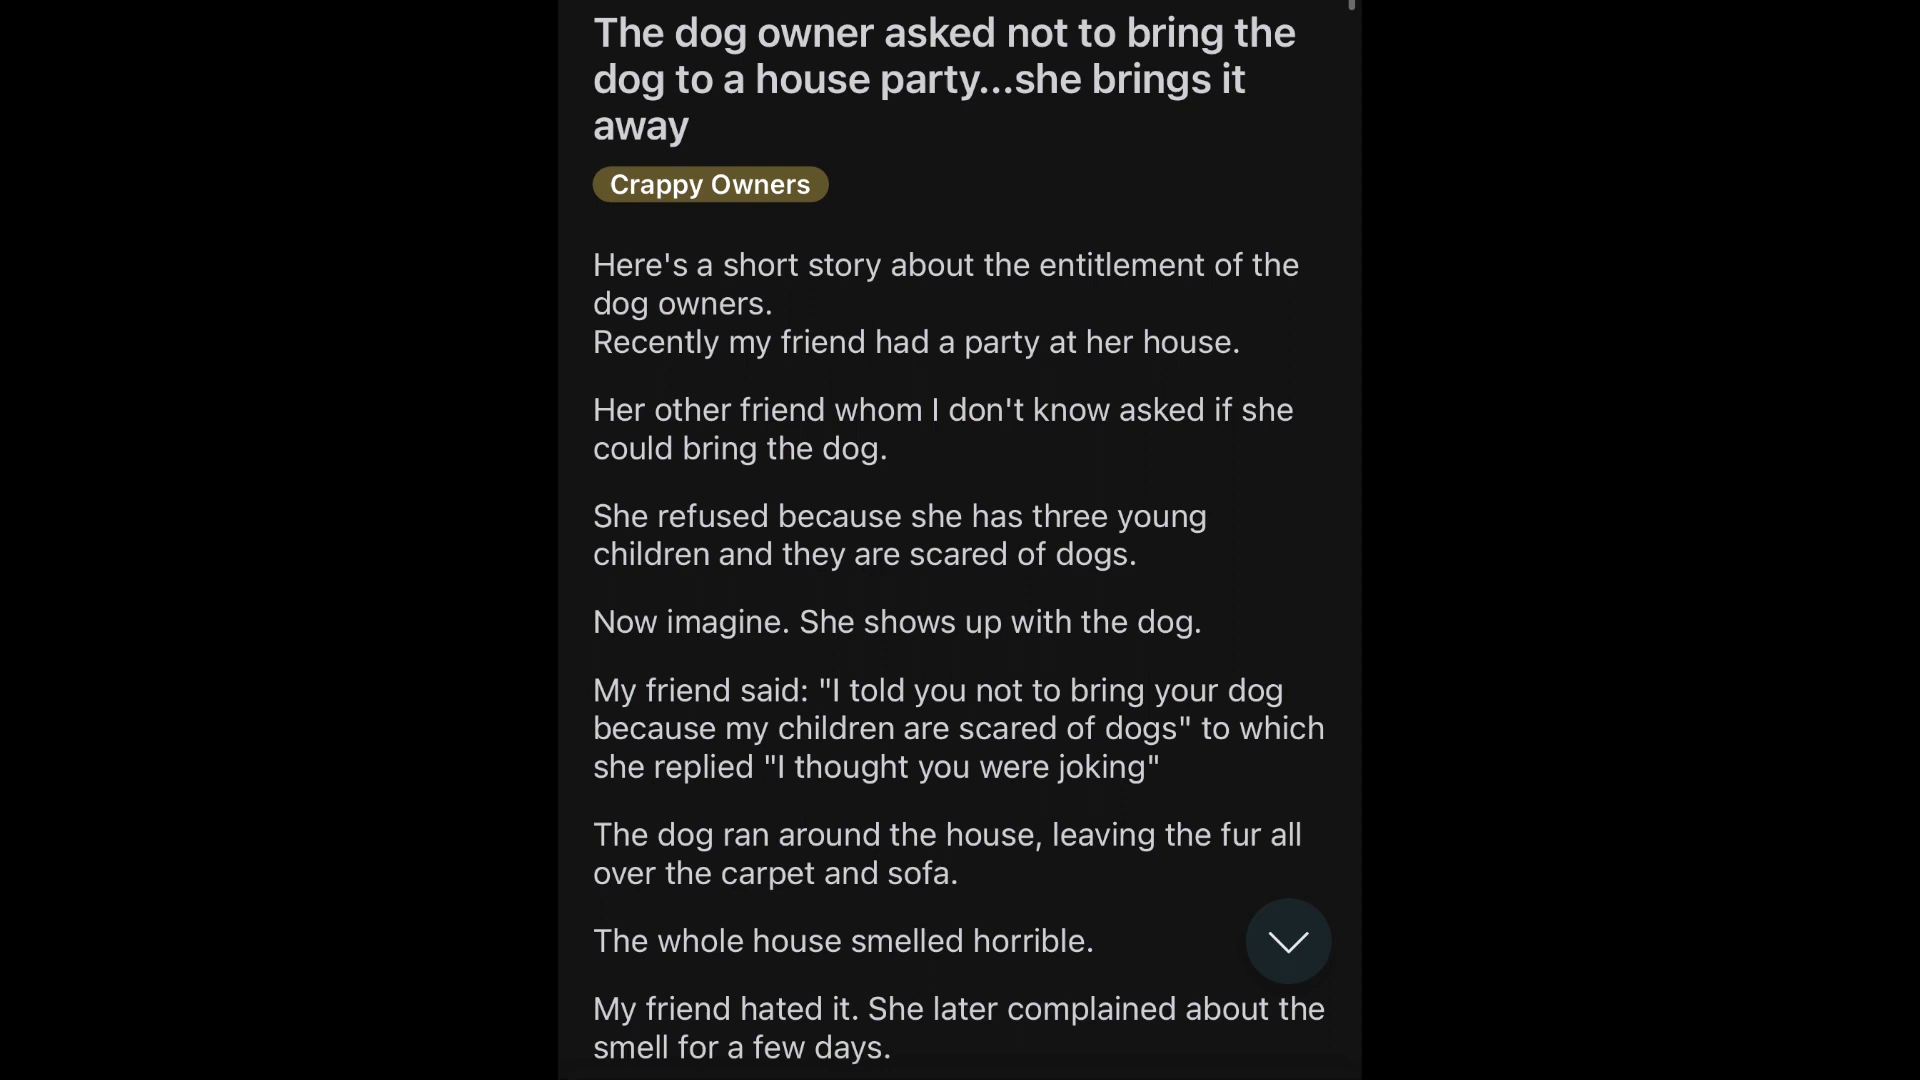 The dog owner asked not to bring the
dog to a house party...she brings it
away
Crappy Owners
Here's a short story about the entitlement of the
dog owners.
Recently my friend had a party at her house.
Her other friend whom I don't know asked if she
could bring the dog.
She refused because she has three young
children and they are scared of dogs.
Now imagine. She shows up with the dog.
My friend said: "I told you not to bring your dog
because my children are scared of dogs" to which
she replied "I thought you were joking"
The dog ran around the house, leaving the fur all
over the carpet and sofa.
The whole house smelled horrible.
My friend hated it. She later complained about the
smell for a few days.